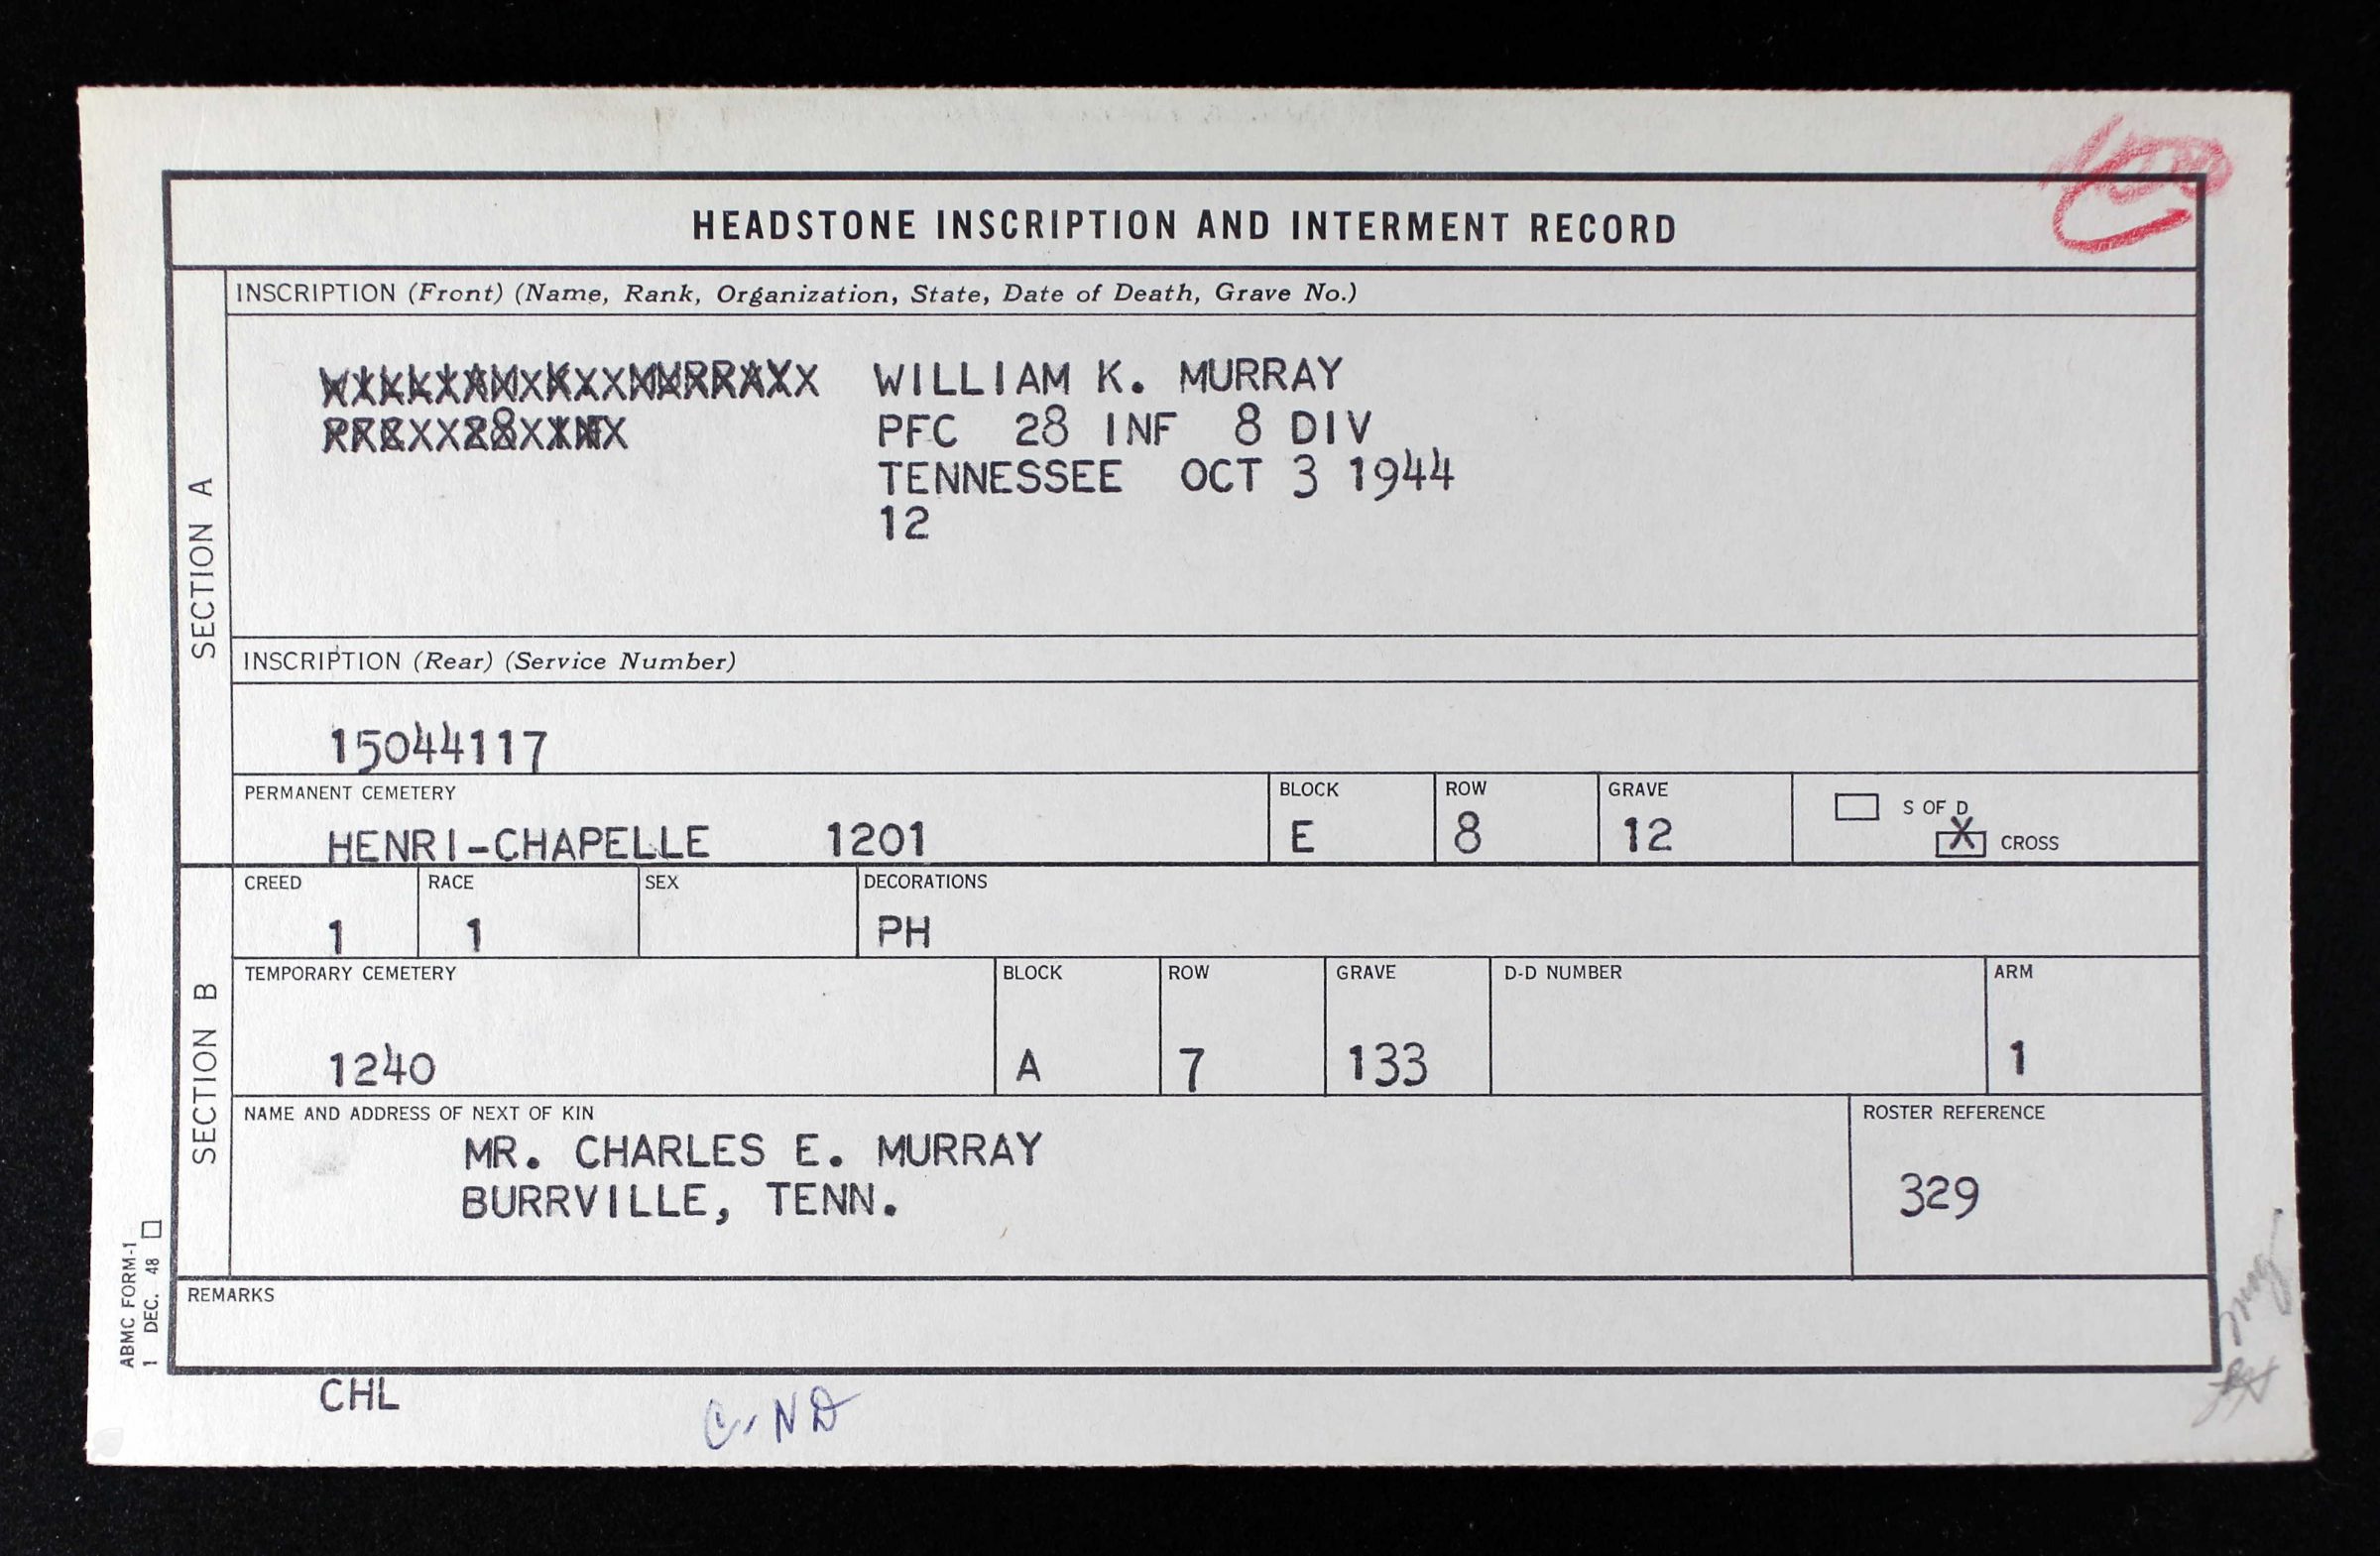 HEADSTONE INSCRIPTION AND INTERMENT RECORD
SECTION A
INSCRIPTION (Front) (Name, Rank, Organization, State, Date of Death, Grave No.)
WILLIAM K. MURRAY
PFC 28 INF 8 DIV
TENNESSEE OCT 3 1944
12
INSCRIPTION (Rear) (Service Number)
15044117
PERMANENT CEMETERY BLOCK ROW GRAVE
HENRI-CHAPELLE 1201 E 8 12
S OF D
X CROSS
SECTION B
CREED RACE SEX DECORATIONS
1 1 PH
TEMPORARY CEMETERY BLOCK ROW GRAVE D-D NUMBER ARM
1240 A 7 133 1
NAME AND ADDRESS OF NEXT OF KIN ROSTER REFERENCE
MR. CHARLES E. MURRAY
BURRVILLE, TENN.
329
REMARKS
ABMC FORM-1
1 DEC. 48
CHL
C-ND